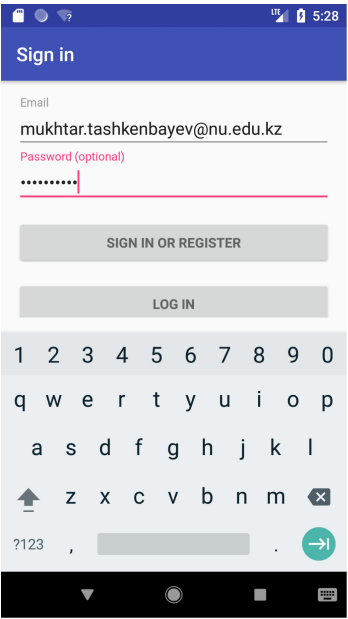 LTE 5:28
Sign in
Email
mukhtar.tashkenbayev@nu.edu.kz
Password (optional)
••••••••••
SIGN IN OR REGISTER
LOG IN
1 2 3 4 5 6 7 8 9 0
q w e r t y u i o p
a s d f g h j k l
z x c v b n m
?123 , .